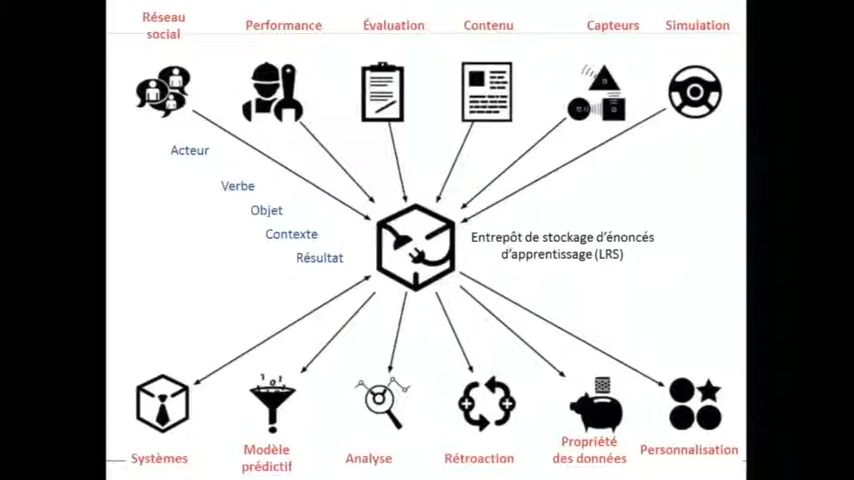 Réseau
social
Performance
Évaluation
Contenu
Capteurs
Simulation
Acteur
Verbe
Objet
Contexte
Résultat
Entrepôt de stockage d'énoncés
d'apprentissage (LRS)
Systèmes
Modèle
prédictif
Analyse
Rétroaction
Propriété
des données
Personnalisation